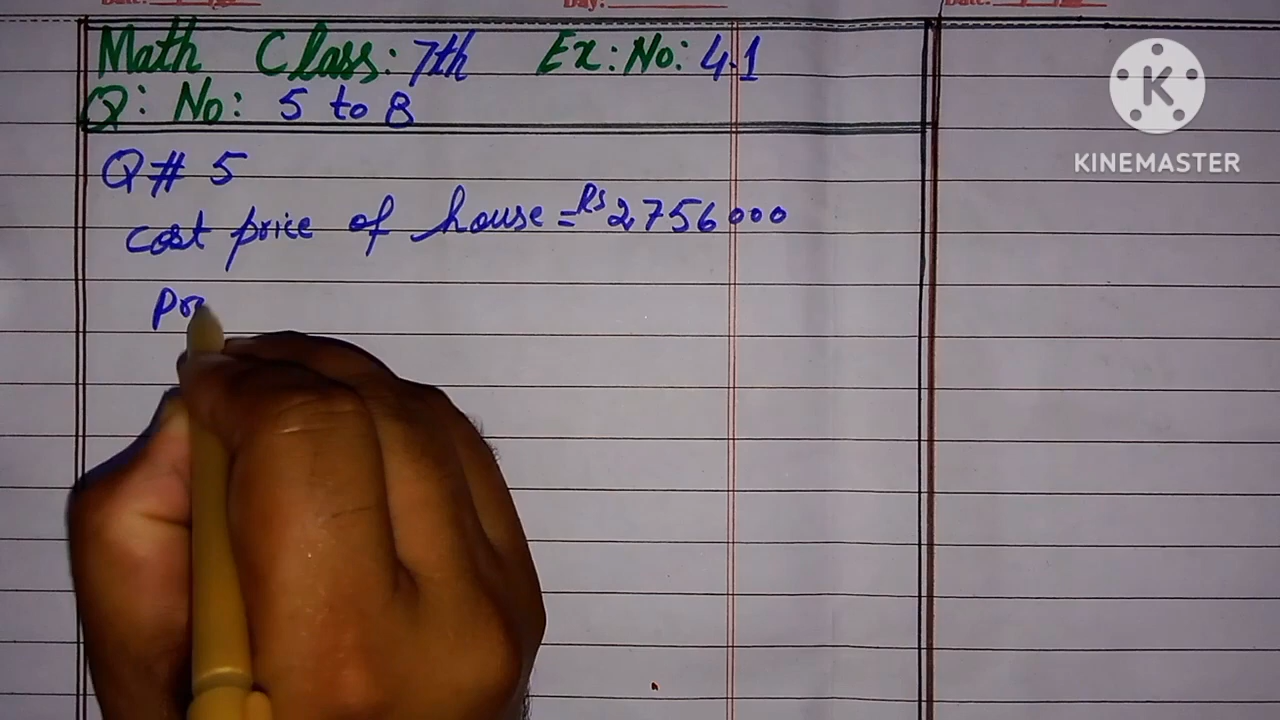 Day:
Math Class: 7th Ex: No: 4.1
Q: No: 5 to 8
KINEMASTER
Q# 5
cost price of house = Rs 2756000